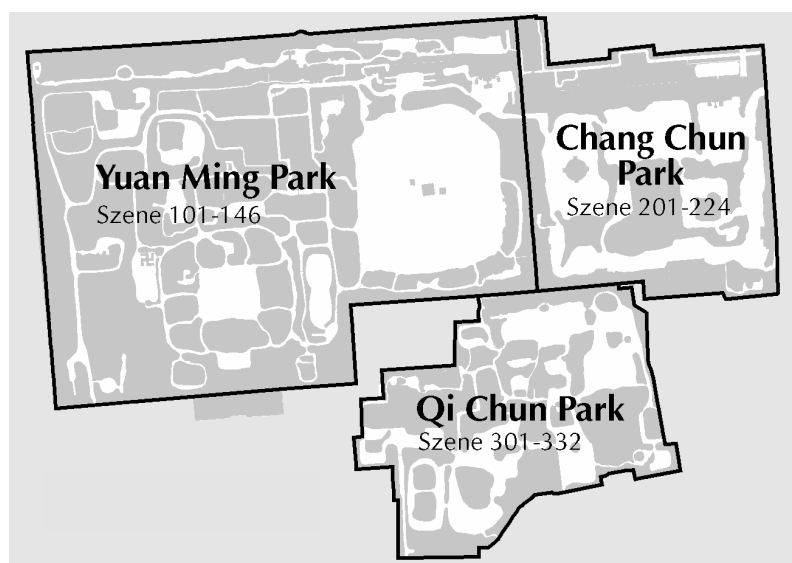 Yuan Ming Park
Szene 101-146
Chang Chun
Park
Szene 201-224
Qi Chun Park
Szene 301-332